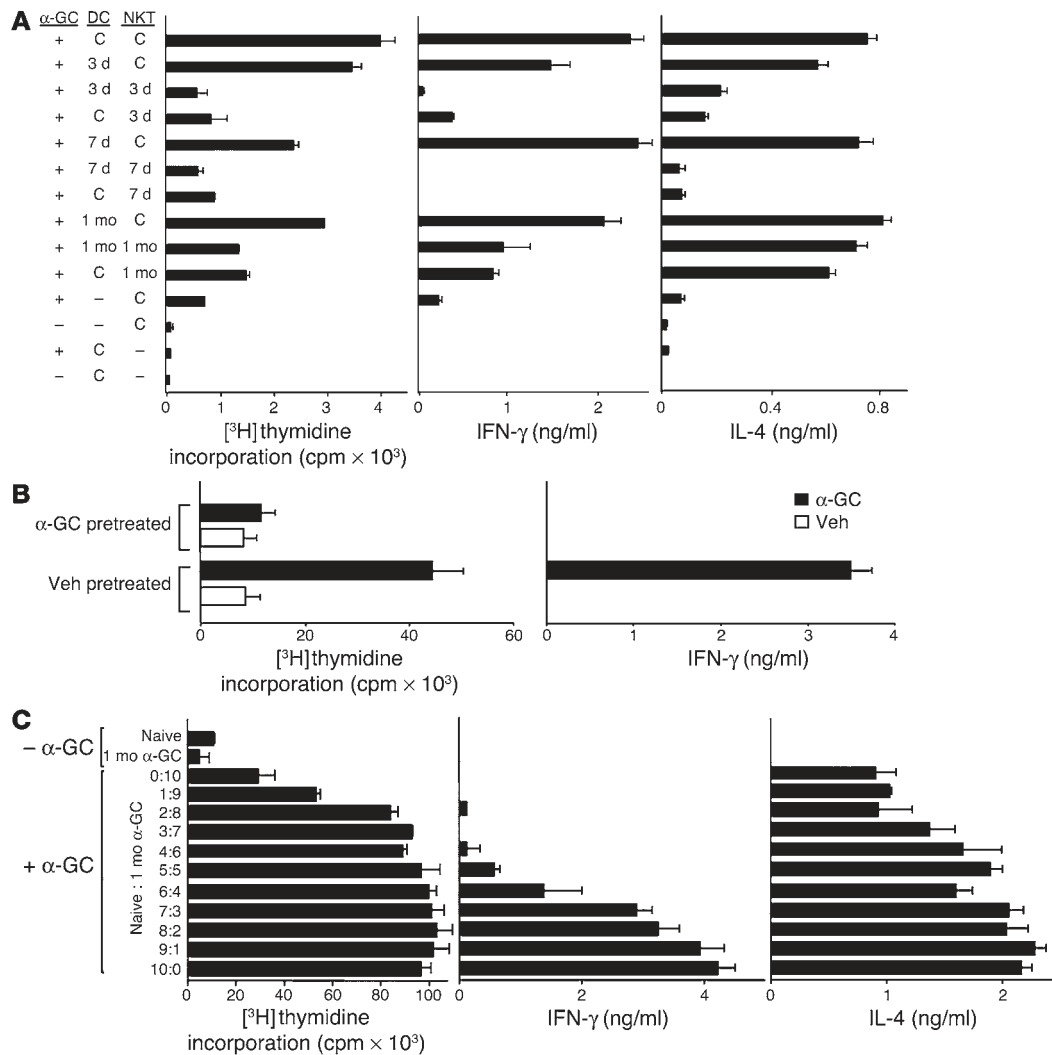 A
α-GC DC NKT
+ C C
+ 3 d C
+ 3 d 3 d
+ C 3 d
+ 7 d C
+ 7 d 7 d
+ C 7 d
+ 1 mo C
+ 1 mo 1 mo
+ C 1 mo
+ – C
– – C
+ C –
– C –
0 1 2 3 4
[³H]thymidine
incorporation (cpm × 10³)
0 1 2
IFN-γ (ng/ml)
0 0.4 0.8
IL-4 (ng/ml)
B
α-GC pretreated
Veh pretreated
0 20 40 60
[³H]thymidine
incorporation (cpm × 10³)
α-GC
Veh
0 1 2 3 4
IFN-γ (ng/ml)
C
– α-GC
Naive
1 mo α-GC
+ α-GC
Naive : 1 mo α-GC
0:10
1:9
2:8
3:7
4:6
5:5
6:4
7:3
8:2
9:1
10:0
0 20 40 60 80 100
[³H]thymidine
incorporation (cpm × 10³)
0 2 4
IFN-γ (ng/ml)
0 1 2
IL-4 (ng/ml)